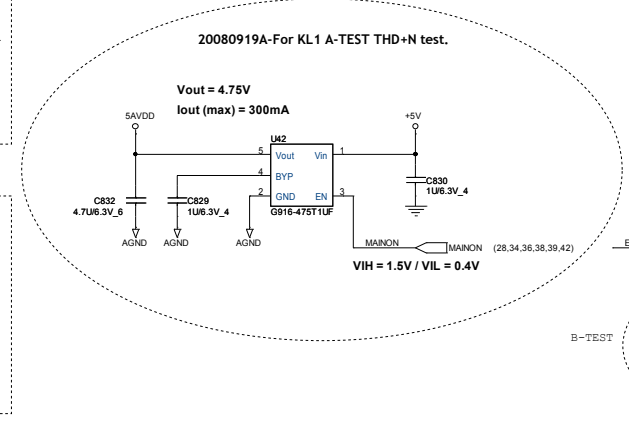 20080919A-For KL1 A-TEST THD+N test.
Vout = 4.75V
Iout (max) = 300mA
5AVDD
+5V
U42
5 Vout Vin 1
4 BYP
2 GND EN 3
G916-475T1UF
C832
4.7U/6.3V_6
C829
1U/6.3V_4
C830
1U/6.3V_4
AGND
AGND
AGND
MAINON
MAINON (28,34,36,38,39,42)
VIH = 1.5V / VIL = 0.4V
B-TEST